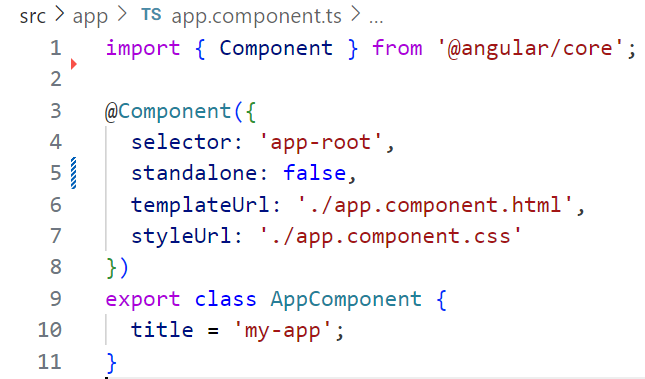 src > app > TS app.component.ts > ...
1 import { Component } from '@angular/core';
2
3 @Component({
4   selector: 'app-root',
5   standalone: false,
6   templateUrl: './app.component.html',
7   styleUrl: './app.component.css'
8 })
9 export class AppComponent {
10   title = 'my-app';
11 }